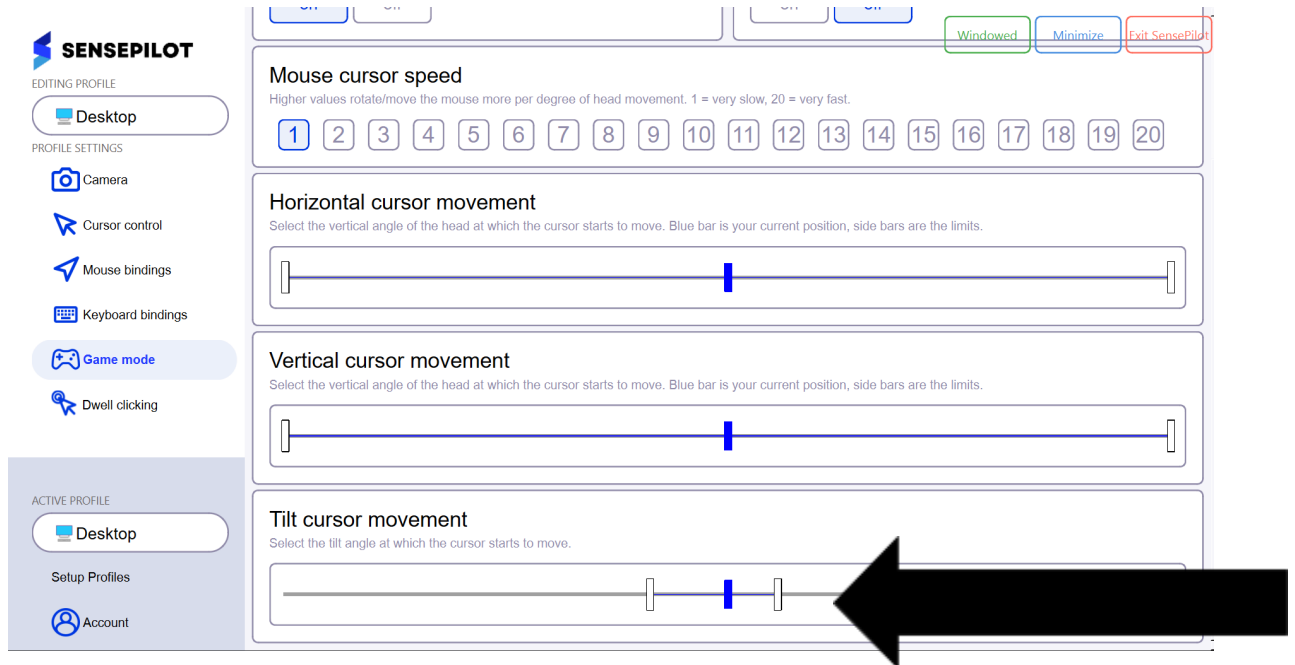 SENSEPILOT
EDITING PROFILE
Desktop
PROFILE SETTINGS
Camera
Cursor control
Mouse bindings
Keyboard bindings
Game mode
Dwell clicking
ACTIVE PROFILE
Desktop
Setup Profiles
Account
On Off
On Off
Windowed Minimize Exit SensePilot
Mouse cursor speed
Higher values rotate/move the mouse more per degree of head movement. 1 = very slow, 20 = very fast.
1 2 3 4 5 6 7 8 9 10 11 12 13 14 15 16 17 18 19 20
Horizontal cursor movement
Select the vertical angle of the head at which the cursor starts to move. Blue bar is your current position, side bars are the limits.
Vertical cursor movement
Select the vertical angle of the head at which the cursor starts to move. Blue bar is your current position, side bars are the limits.
Tilt cursor movement
Select the tilt angle at which the cursor starts to move.